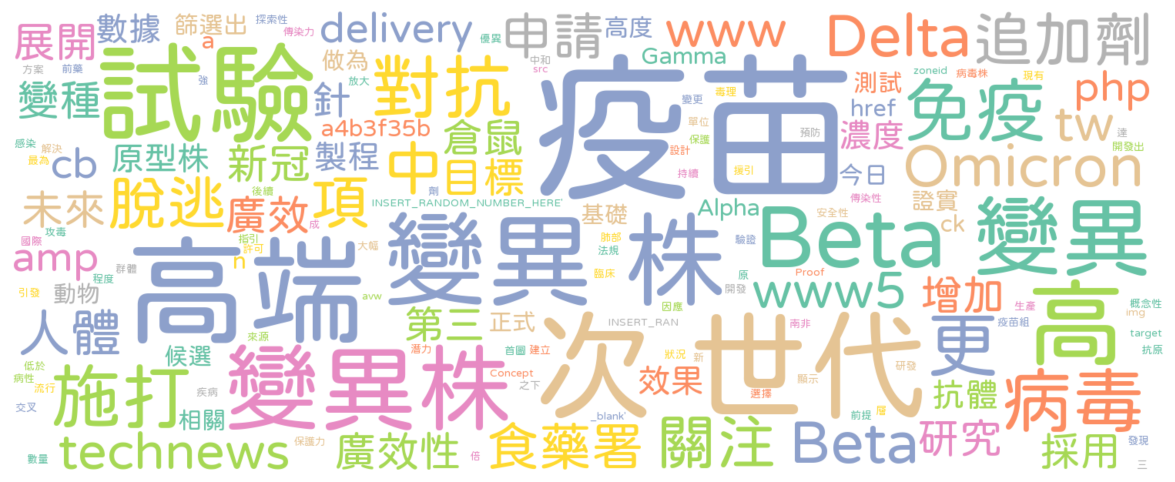 展開
數據
篩選出
a
探索性
傳染力
delivery
優異
申請
高度
www
Delta
追加劑
方案
前藥
試驗
做為
強
放大
對抗
中和
src
Gamma
疫苗
毒理
測試
zoneid
病毒株
現有
php
變種
針
變更
單位
保護
href
免疫
tw
a4b3f35b
倉鼠
濃度
預防
逹
開發出
感染
解決
最為
cb
原型株
新冠
製程
中
目標
設計
持續
擁引
今日
Omicron
抗原
未來
脫逃
後續
廣效
項
劑
INSERT_RANDOM_NUMBER_HERE'
基礎
Alpha
傳染性
證實
安全性
ck
攻毒
國際
amp
指引
許可
n
成
大幅
變異
株
肺部
法規
驗證
Beta
變異
程度
群體
高端
臨床
原
Proof
開發
引發
動物
avw
因應
www5
增加
生產
概念性
img
人體
來源
第三
正式
INSERT_RAN
南非
疫苗組
target
抗原
候選
潛力
首圖
建立
次世代
更
高
低於
病性
流行
施打
疾病
變異株
Concept
之下
狀況
新
顯示
研發
效果
選擇
抗體
病毒
交叉
相關
_blank'
前提
屬
technews
保護力
廣效性
倍
食藥署
關注
Beta
研究
採用
發現
數量
三